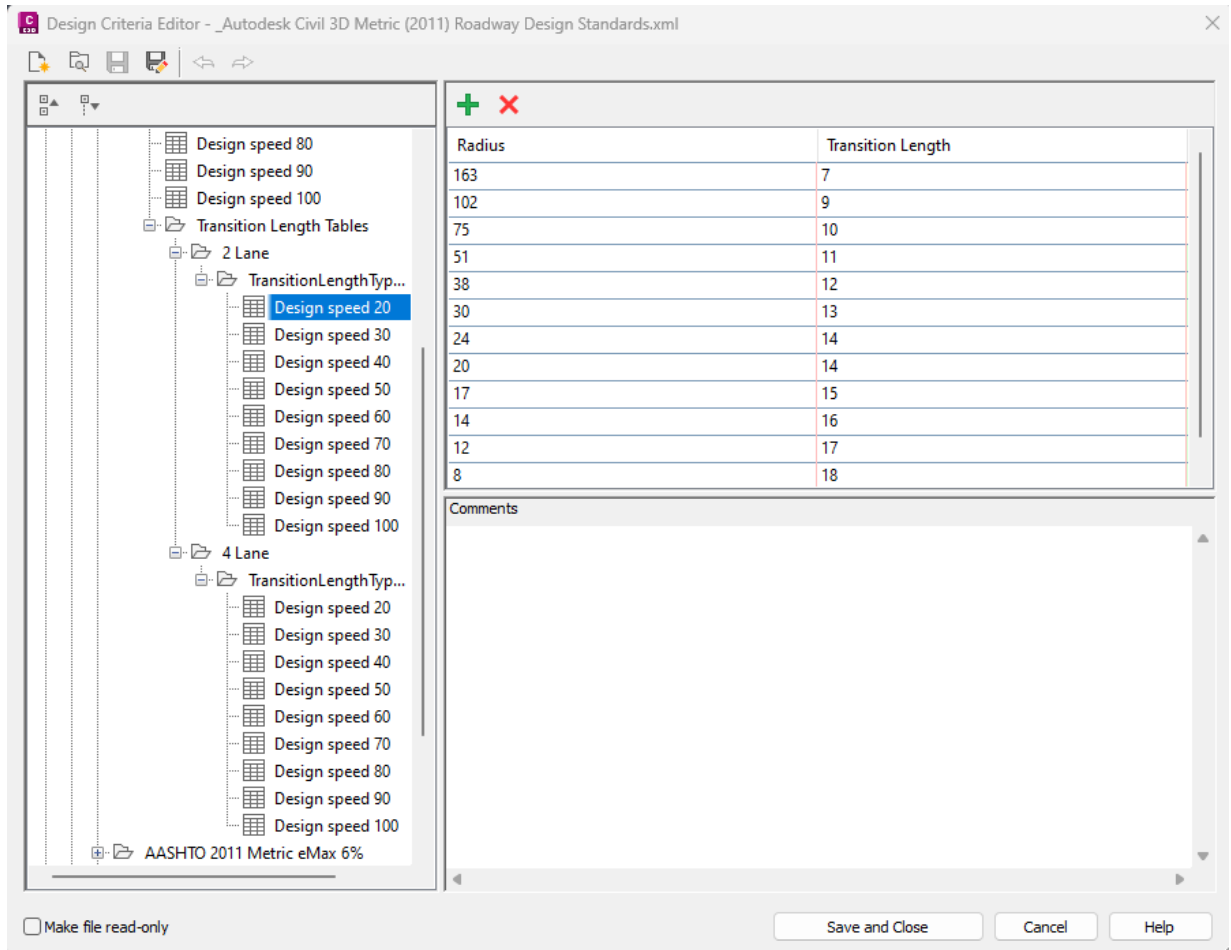 Design Criteria Editor - _Autodesk Civil 3D Metric (2011) Roadway Design Standards.xml
Design speed 80
Design speed 90
Design speed 100
Transition Length Tables
2 Lane
TransitionLengthTyp...
Design speed 20
Design speed 30
Design speed 40
Design speed 50
Design speed 60
Design speed 70
Design speed 80
Design speed 90
Design speed 100
4 Lane
TransitionLengthTyp...
Design speed 20
Design speed 30
Design speed 40
Design speed 50
Design speed 60
Design speed 70
Design speed 80
Design speed 90
Design speed 100
AASHTO 2011 Metric eMax 6%
Radius Transition Length
163 7
102 9
75 10
51 11
38 12
30 13
24 14
20 14
17 15
14 16
12 17
8 18
Comments
Make file read-only
Save and Close Cancel Help